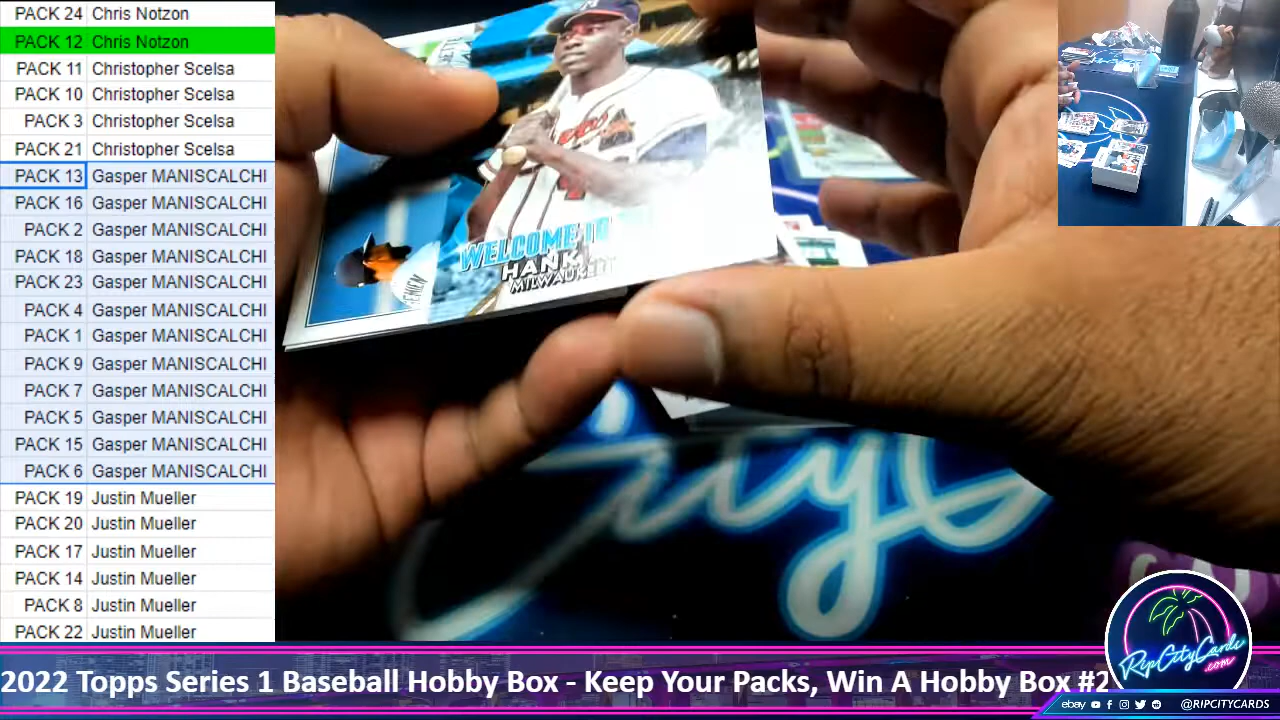 PACK 24 Chris Notzon
PACK 12 Chris Notzon
PACK 11 Christopher Scelsa
PACK 10 Christopher Scelsa
PACK 3 Christopher Scelsa
PACK 21 Christopher Scelsa
PACK 13 Gasper MANISCALCHI
PACK 16 Gasper MANISCALCHI
PACK 2 Gasper MANISCALCHI
PACK 18 Gasper MANISCALCHI
PACK 23 Gasper MANISCALCHI
PACK 4 Gasper MANISCALCHI
PACK 1 Gasper MANISCALCHI
PACK 9 Gasper MANISCALCHI
PACK 7 Gasper MANISCALCHI
PACK 5 Gasper MANISCALCHI
PACK 15 Gasper MANISCALCHI
PACK 6 Gasper MANISCALCHI
PACK 19 Justin Mueller
PACK 20 Justin Mueller
PACK 17 Justin Mueller
PACK 14 Justin Mueller
PACK 8 Justin Mueller
PACK 22 Justin Mueller
WELCOME TO
HANK
MILWAUKEE
City
2022 Topps Series 1 Baseball Hobby Box - Keep Your Packs, Win A Hobby Box #2
RipCityCards
.com
ebay @RIPCITYCARDS